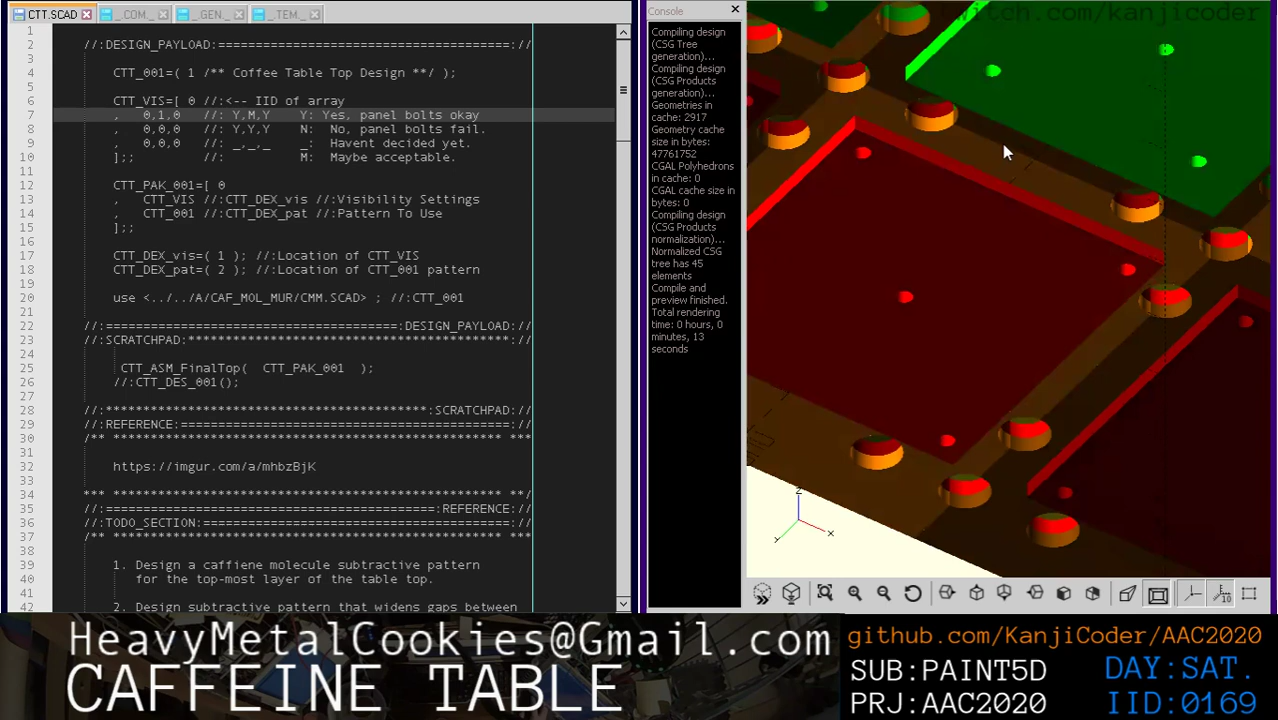 CTT.SCAD
_COM_
_GEN_
_TEM_
Console
witch.com/kanjicoder
1
2 //:DESIGN_PAYLOAD:=======================================://
3
4 CTT_001=( 1 /** Coffee Table Top Design **/ );
5
6 CTT_VIS=[ 0 //:<-- IID of array
7 , 0,1,0 //: Y,M,Y Y: Yes, panel bolts okay
8 , 0,0,0 //: Y,Y,Y N: No, panel bolts fail.
9 , 0,0,0 //: _,_,_ _: Havent decided yet.
10 ];; //: M: Maybe acceptable.
11
12 CTT_PAK_001=[ 0
13 , CTT_VIS //:CTT_DEX_vis //:Visibility Settings
14 , CTT_001 //:CTT_DEX_pat //:Pattern To Use
15 ];;
16
17 CTT_DEX_vis=( 1 ); //:Location of CTT_VIS
18 CTT_DEX_pat=( 2 ); //:Location of CTT_001 pattern
19
20 use <../../A/CAF_MOL_MUR/CMM.SCAD> ; //:CTT_001
21
22 //:=======================================:DESIGN_PAYLOAD://
23 //:SCRATCHPAD:*******************************************://
24
25 CTT_ASM_FinalTop( CTT_PAK_001 );
26 //:CTT_DES_001();
27
28 //:*******************************************:SCRATCHPAD://
29 //:REFERENCE:============================================://
30 /** **************************************************** ***
31
32 https://imgur.com/a/mhbzBjK
33
34 *** **************************************************** **/
35 //:============================================:REFERENCE://
36 //:TODO_SECTION:=========================================://
37 /** **************************************************** ***
38
39 1. Design a caffiene molecule subtractive pattern
40 for the top-most layer of the table top.
41
42 2. Design subtractive pattern that widens gaps between
Compiling design
(CSG Tree
generation)...
Compiling design
(CSG Products
generation)...
Geometries in
cache: 2917
Geometry cache
size in bytes:
47761752
CGAL Polyhedrons
in cache: 0
CGAL cache size in
bytes: 0
Compiling design
(CSG Products
normalization)...
Normalized CSG
tree has 45
elements
Compile and
preview finished.
Total rendering
time: 0 hours, 0
minutes, 13
seconds
Z
X
Y
10
HeavyMetalCookies@Gmail.com
CAFFEINE TABLE
github.com/KanjiCoder/AAC2020
SUB:PAINT5D
DAY:SAT.
PRJ:AAC2020
IID:0169